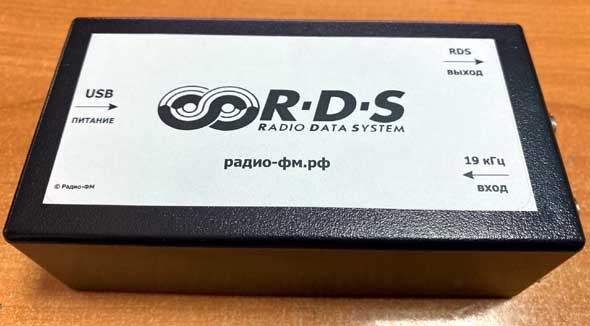 USB
ПИТАНИЕ
R·D·S
RADIO DATA SYSTEM
RDS
ВЫХОД
радио-фм.рф
19 кГц
ВХОД
© Радио-ФМ